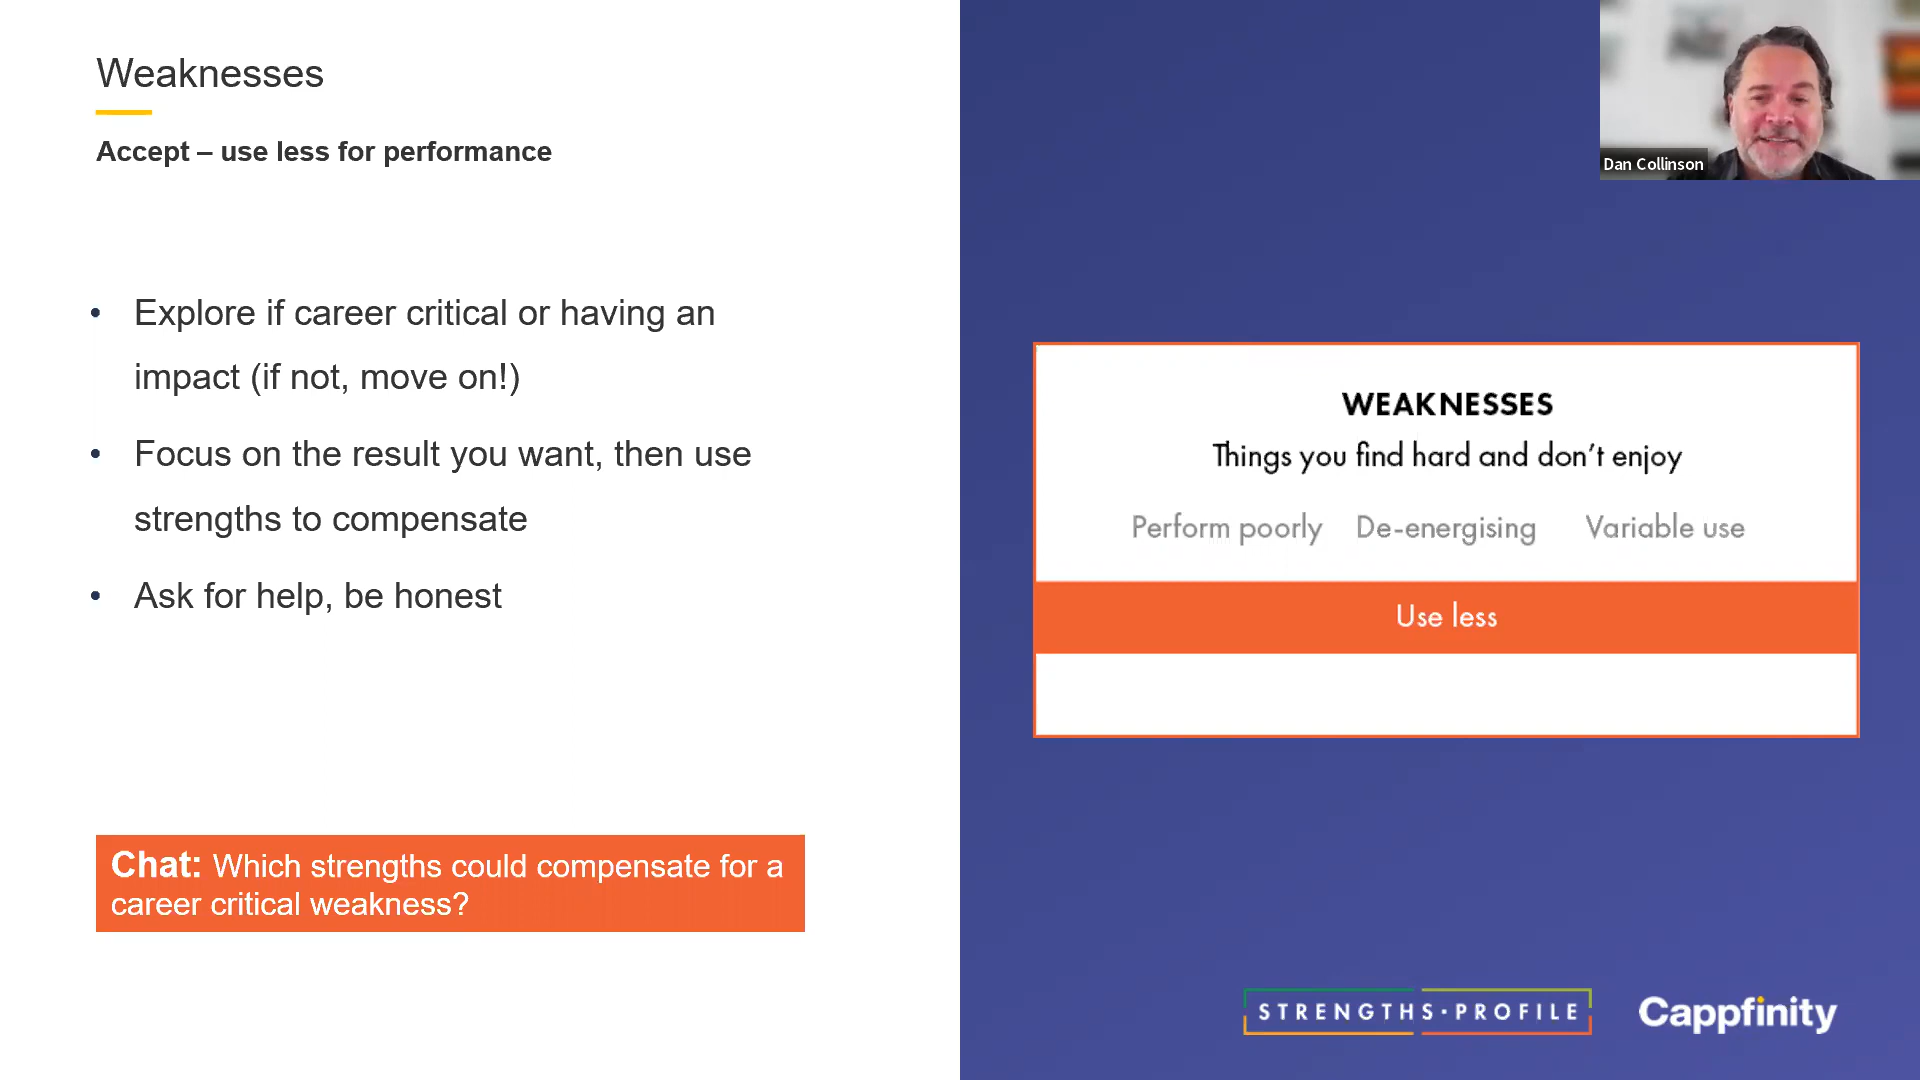 Weaknesses
Accept – use less for performance
• Explore if career critical or having an
impact (if not, move on!)
• Focus on the result you want, then use
strengths to compensate
• Ask for help, be honest
Chat: Which strengths could compensate for a
career critical weakness?
Dan Collinson
WEAKNESSES
Things you find hard and don’t enjoy
Perform poorly De-energising Variable use
Use less
STRENGTHS·PROFILE
Cappfinity